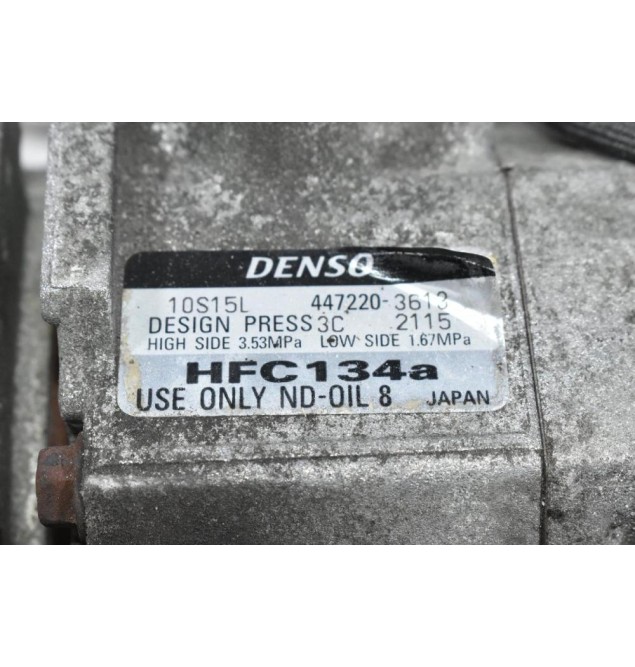 DENSO
10S15L 447220-3613
DESIGN PRESS 3C 2115
HIGH SIDE 3.53MPa LOW SIDE 1.67MPa
HFC134a
USE ONLY ND-OIL 8 JAPAN